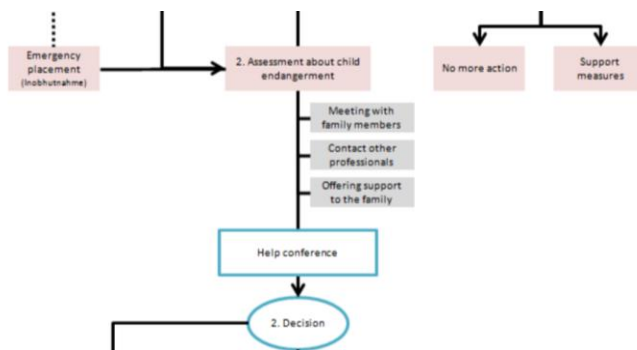 Emergency
placement
(Inobhutnahme)
2. Assessment about child
endangerment
No more action
Support
measures
Meeting with
family members
Contact other
professionals
Offering support
to the family
Help conference
2. Decision